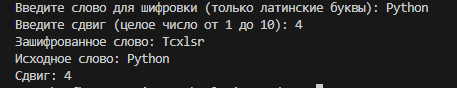 Введите слово для шифровки (только латинские буквы): Python
Введите сдвиг (целое число от 1 до 10): 4
Зашифрованное слово: Tcxlsr
Исходное слово: Python
Сдвиг: 4